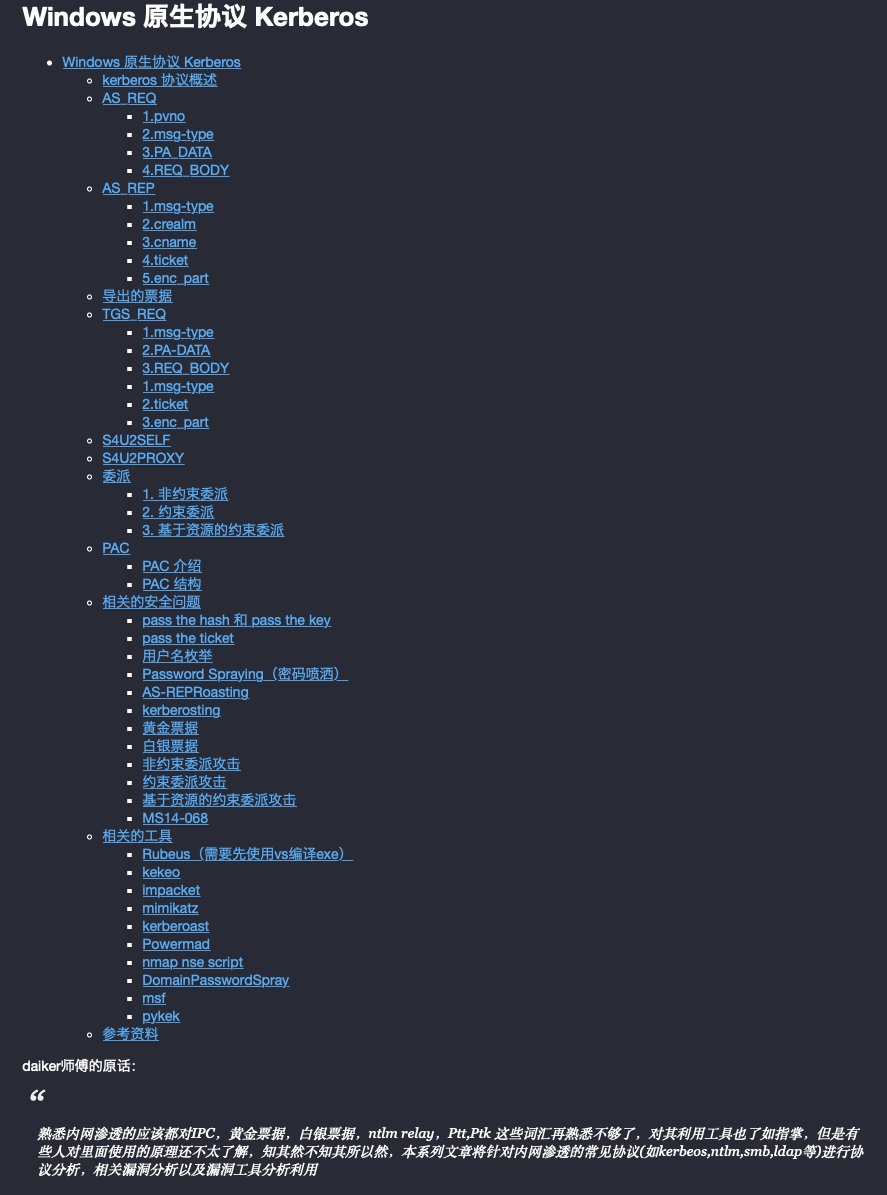 Windows 原生协议 Kerberos
Windows 原生协议 Kerberos
kerberos 协议概述
AS_REQ
1.pvno
2.msg-type
3.PA_DATA
4.REQ_BODY
AS_REP
1.msg-type
2.crealm
3.cname
4.ticket
5.enc_part
导出的票据
TGS_REQ
1.msg-type
2.PA-DATA
3.REQ_BODY
1.msg-type
2.ticket
3.enc_part
S4U2SELF
S4U2PROXY
委派
1. 非约束委派
2. 约束委派
3. 基于资源的约束委派
PAC
PAC 介绍
PAC 结构
相关的安全问题
pass the hash 和 pass the key
pass the ticket
用户名枚举
Password Spraying（密码喷洒）
AS-REPRoasting
kerberosting
黄金票据
白银票据
非约束委派攻击
约束委派攻击
基于资源的约束委派攻击
MS14-068
相关的工具
Rubeus（需要先使用vs编译exe）
kekeo
impacket
mimikatz
kerberoast
Powermad
nmap nse script
DomainPasswordSpray
msf
pykek
参考资料
daiker师傅的原话：
“
熟悉内网渗透的应该都对IPC，黄金票据，白银票据，ntlm relay，Ptt,Ptk 这些词汇再熟悉不够了，对其利用工具也了如指掌，但是有
些人对里面使用的原理还不太了解，知其然不知其所以然，本系列文章将针对内网渗透的常见协议(如kerbeos,ntlm,smb,ldap等)进行协
议分析，相关漏洞分析以及漏洞工具分析利用